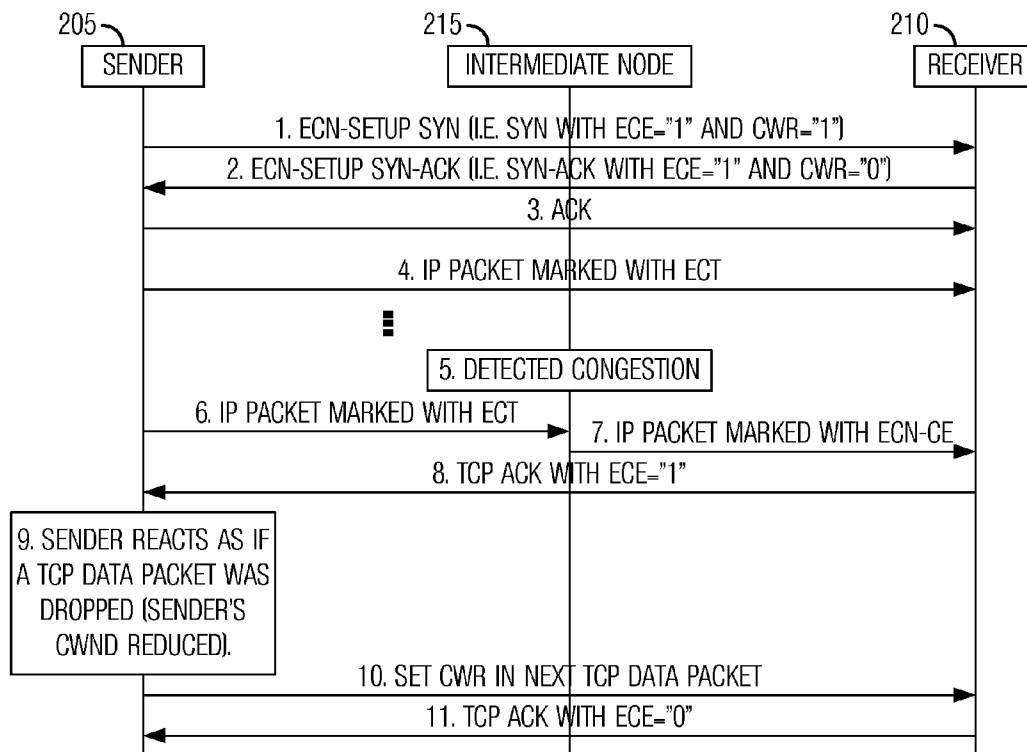 205
215
210
SENDER
INTERMEDIATE NODE
RECEIVER
1. ECN-SETUP SYN (I.E. SYN WITH ECE="1" AND CWR="1")
2. ECN-SETUP SYN-ACK (I.E. SYN-ACK WITH ECE="1" AND CWR="0")
3. ACK
4. IP PACKET MARKED WITH ECT
5. DETECTED CONGESTION
6. IP PACKET MARKED WITH ECT
7. IP PACKET MARKED WITH ECN-CE
8. TCP ACK WITH ECE="1"
9. SENDER REACTS AS IF
A TCP DATA PACKET WAS
DROPPED (SENDER'S
CWND REDUCED).
10. SET CWR IN NEXT TCP DATA PACKET
11. TCP ACK WITH ECE="0"